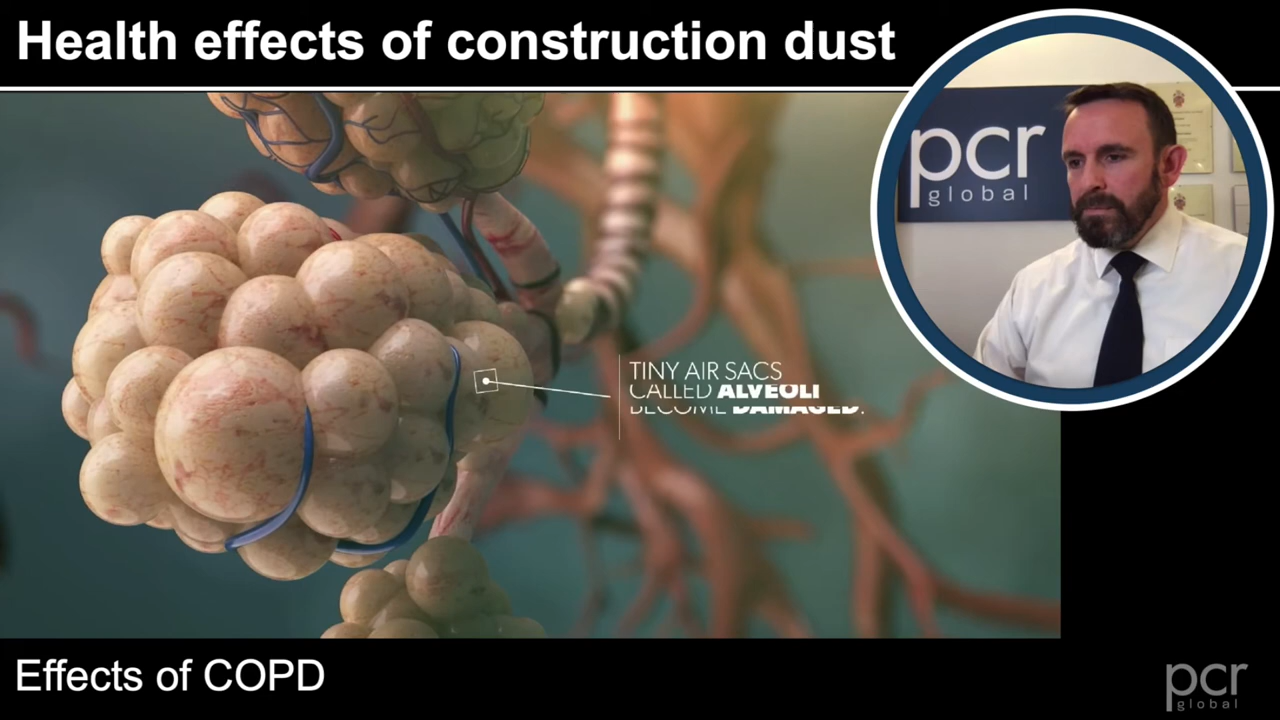 Health effects of construction dust
pcr
global
TINY AIR SACS
CALLED ALVEOLI
BECOME DAMAGED.
Effects of COPD
pcr
global